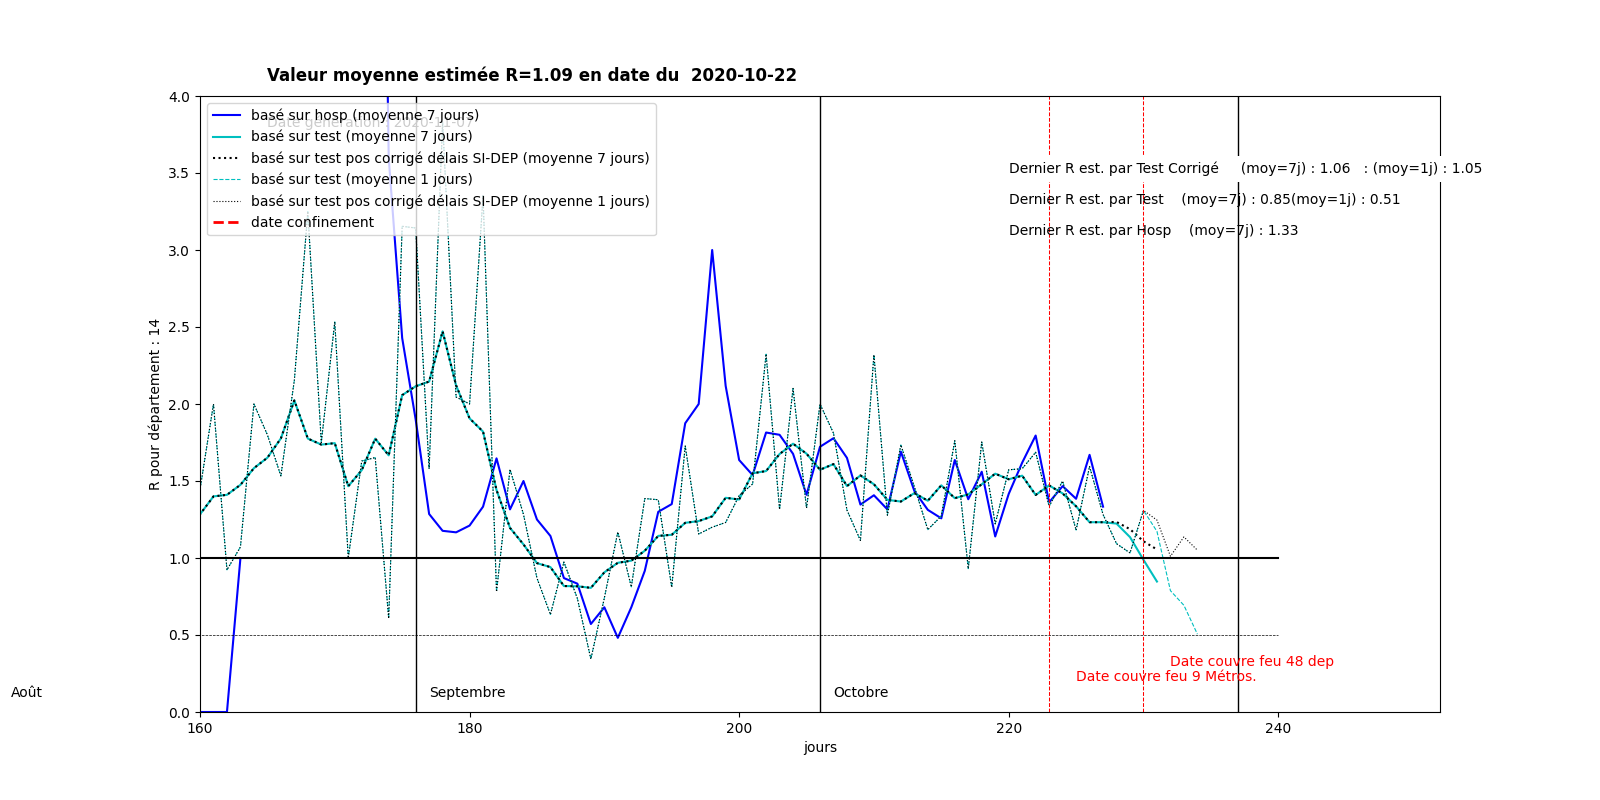 Valeur moyenne estimée R=1.09 en date du  2020-10-22
4.0
3.5
3.0
2.5
2.0
1.5
1.0
0.5
0.0
R pour département : 14
basé sur hosp (moyenne 7 jours)
basé sur test (moyenne 7 jours)
basé sur test pos corrigé délais SI-DEP (moyenne 7 jours)
basé sur test (moyenne 1 jours)
basé sur test pos corrigé délais SI-DEP (moyenne 1 jours)
date confinement
Dernier R est. par Test Corrigé    (moy=7j) : 1.06   : (moy=1j) : 1.05
Dernier R est. par Test    (moy=7j) : 0.85(moy=1j) : 0.51
Dernier R est. par Hosp    (moy=7j) : 1.33
Date couvre feu 48 dep
Date couvre feu 9 Métros.
Août
Septembre
Octobre
160
180
200
220
240
jours